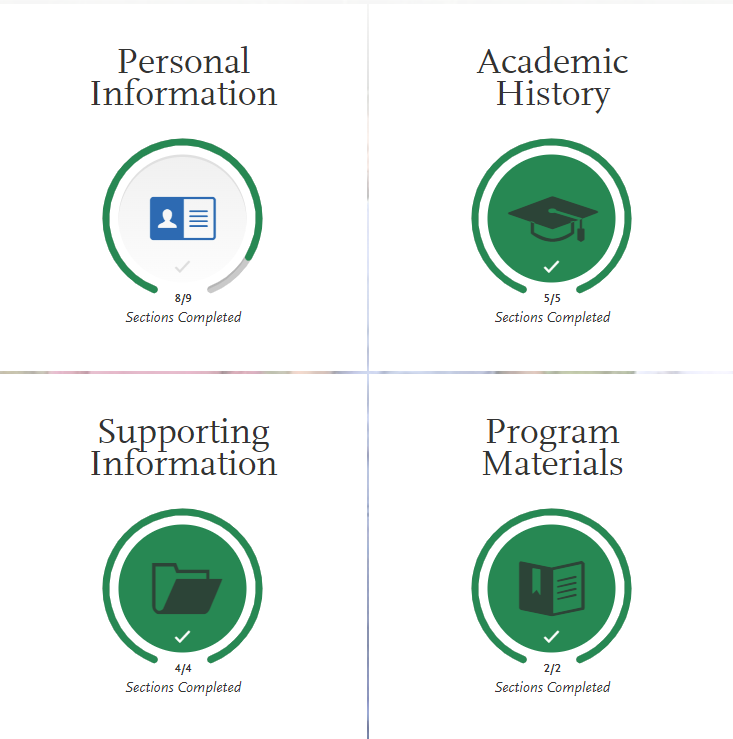 Personal
Information
8/9
Sections Completed
Academic
History
5/5
Sections Completed
Supporting
Information
4/4
Sections Completed
Program
Materials
2/2
Sections Completed